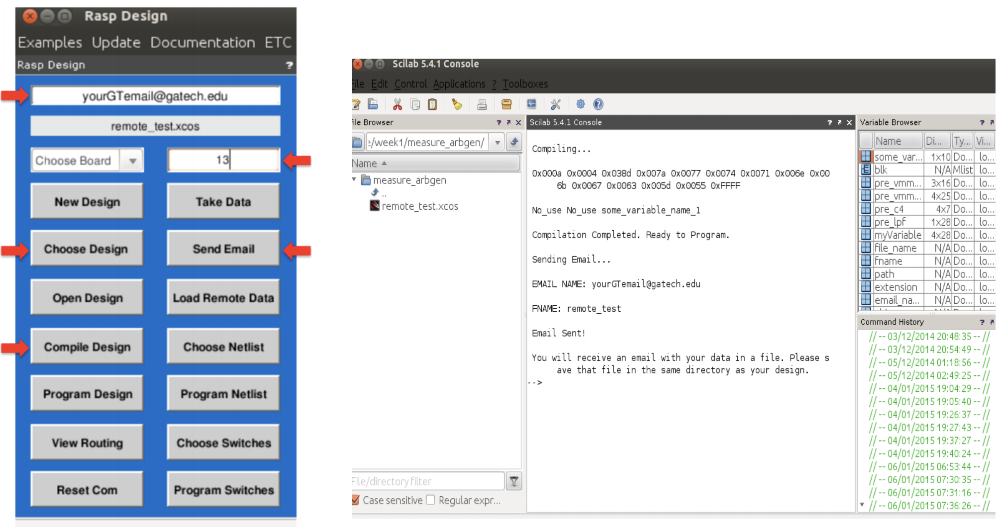 Rasp Design
Examples Update Documentation ETC
Rasp Design ?
yourGTemail@gatech.edu
remote_test.xcos
Choose Board 13
New Design Take Data
Choose Design Send Email
Open Design Load Remote Data
Compile Design Choose Netlist
Program Design Program Netlist
View Routing Choose Switches
Reset Com Program Switches
Scilab 5.4.1 Console
File Edit Control Applications ? Toolboxes
File Browser ? X
:/week1/measure_arbgen/
Name
measure_arbgen
..
remote_test.xcos
File/directory filter
Case sensitive Regular expr...
Scilab 5.4.1 Console ? X
Compiling...
0x000a 0x0004 0x038d 0x007a 0x0077 0x0074 0x0071 0x006e 0x00
6b 0x0067 0x0063 0x005d 0x0055 0xFFFF
No_use No_use some_variable_name_1
Compilation Completed. Ready to Program.
Sending Email...
EMAIL NAME: yourGTemail@gatech.edu
FNAME: remote_test
Email Sent!
You will receive an email with your data in a file. Please s
ave that file in the same directory as your design.
-->
Variable Browser ?
Name Di... Ty... Vi...
some_var... 1x10 Do... lo...
blk N/A Mlist lo...
pre_vmm... 3x16 Do... lo...
pre_vmm... 4x25 Do... lo...
pre_c4 4x7 Do... lo...
pre_lpf 1x28 Do... lo...
myVariable 4x28 Do... lo...
file_name N/A Do... lo...
fname N/A Do... lo...
path N/A Do... lo...
extension N/A Do... lo...
email_na... N/A Do... lo...
Command History ?
// -- 03/12/2014 20:48:35 -- //
// -- 03/12/2014 20:54:49 -- //
// -- 05/12/2014 01:18:56 -- //
// -- 05/12/2014 02:49:25 -- //
// -- 04/01/2015 19:04:29 -- //
// -- 04/01/2015 19:05:40 -- //
// -- 04/01/2015 19:26:37 -- //
// -- 04/01/2015 19:27:43 -- //
// -- 04/01/2015 19:37:27 -- //
// -- 04/01/2015 19:40:24 -- //
// -- 06/01/2015 06:53:44 -- //
// -- 06/01/2015 07:30:35 -- //
// -- 06/01/2015 07:31:16 -- //
// -- 06/01/2015 07:36:26 -- //